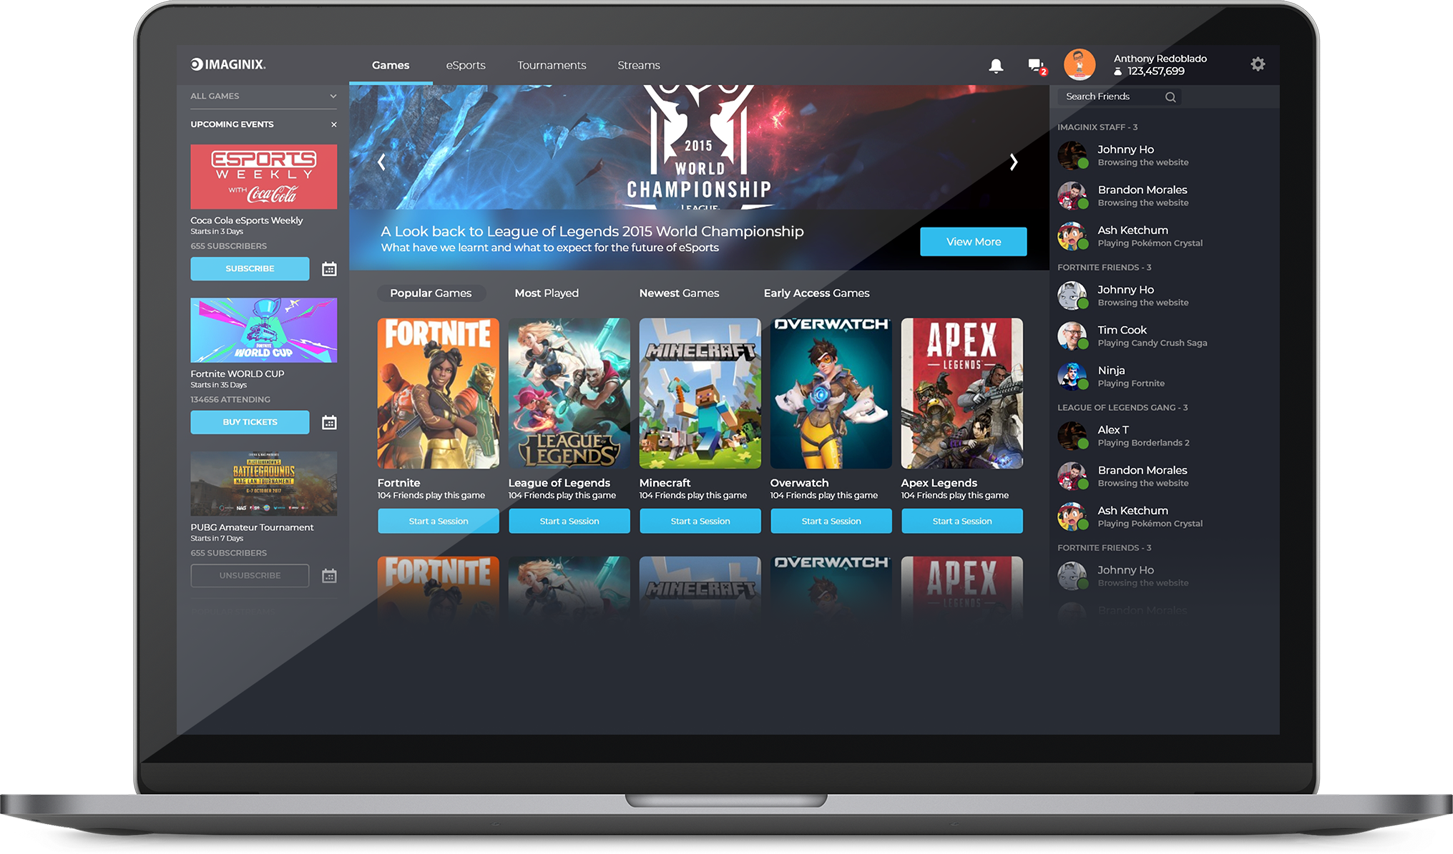 IMAGINIX.
Games
eSports
Tournaments
Streams
2
Anthony Redoblado
123,457,699
ALL GAMES
UPCOMING EVENTS
×
ESPORTS
WEEKLY
WITH Coca-Cola
Coca Cola eSports Weekly
Starts in 3 Days
655 SUBSCRIBERS
SUBSCRIBE
FORTNITE
WORLD CUP
Fortnite WORLD CUP
Starts in 35 Days
134656 ATTENDING
BUY TICKETS
BATTLEGROUNDS
NAG LAN TOURNAMENT
6-7 OCTOBER 2017
PUBG Amateur Tournament
Starts in 7 Days
655 SUBSCRIBERS
UNSUBSCRIBE
2015
WORLD
CHAMPIONSHIP
LEAGUE
A Look back to League of Legends 2015 World Championship
What have we learnt and what to expect for the future of eSports
View More
Popular Games
Most Played
Newest Games
Early Access Games
FORTNITE
LEAGUE OF
LEGENDS
MINECRAFT
OVERWATCH
APEX
LEGENDS
Fortnite
104 Friends play this game
Start a Session
League of Legends
104 Friends play this game
Start a Session
Minecraft
104 Friends play this game
Start a Session
Overwatch
104 Friends play this game
Start a Session
Apex Legends
104 Friends play this game
Start a Session
FORTNITE
MINECRAFT
OVERWATCH
APEX
LEGENDS
Search Friends
IMAGINIX STAFF - 3
Johnny Ho
Browsing the website
Brandon Morales
Browsing the website
Ash Ketchum
Playing Pokémon Crystal
FORTNITE FRIENDS - 3
Johnny Ho
Browsing the website
Tim Cook
Playing Candy Crush Saga
Ninja
Playing Fortnite
LEAGUE OF LEGENDS GANG - 3
Alex T
Playing Borderlands 2
Brandon Morales
Browsing the website
Ash Ketchum
Playing Pokémon Crystal
FORTNITE FRIENDS - 3
Johnny Ho
Browsing the website
Brandon Morales